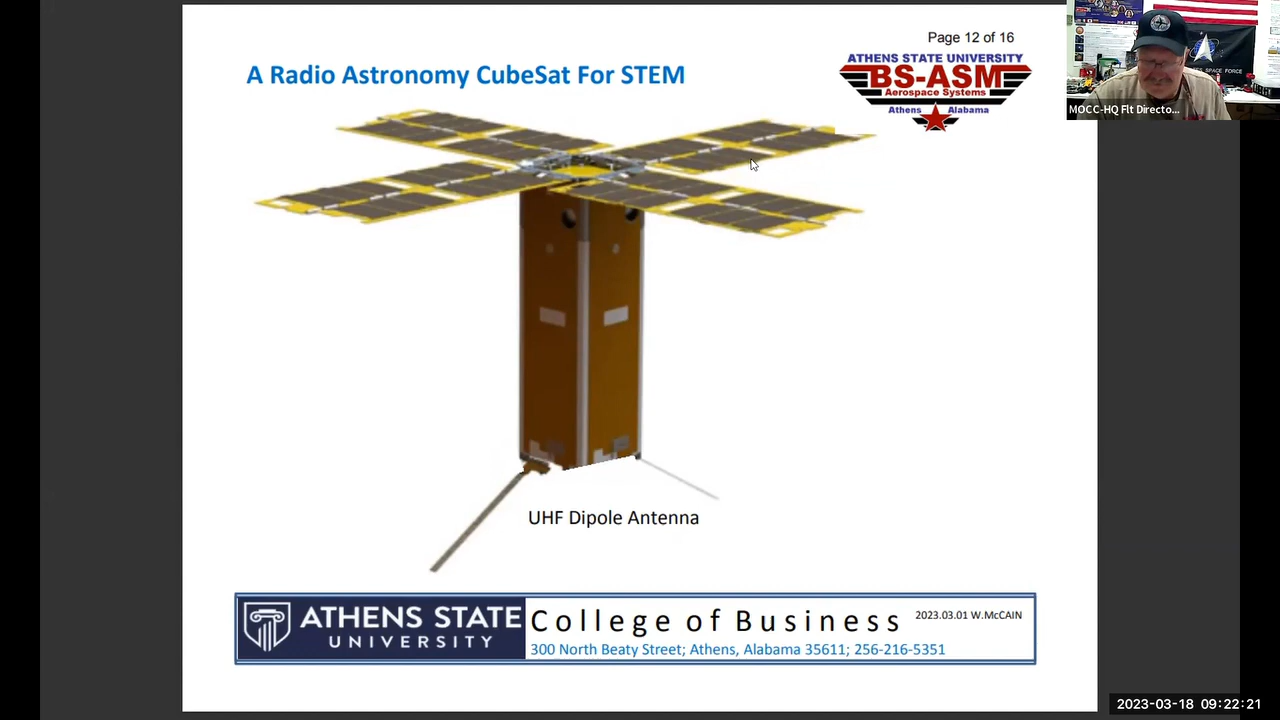 Page 12 of 16
A Radio Astronomy CubeSat For STEM
ATHENS STATE UNIVERSITY
BS-ASM
Aerospace Systems
Athens Alabama
SPACE FORCE
MOCC-HQ Flt Directo...
UHF Dipole Antenna
ATHENS STATE
UNIVERSITY
College of Business
2023.03.01 W.McCAIN
300 North Beaty Street; Athens, Alabama 35611; 256-216-5351
2023-03-18 09:22:21